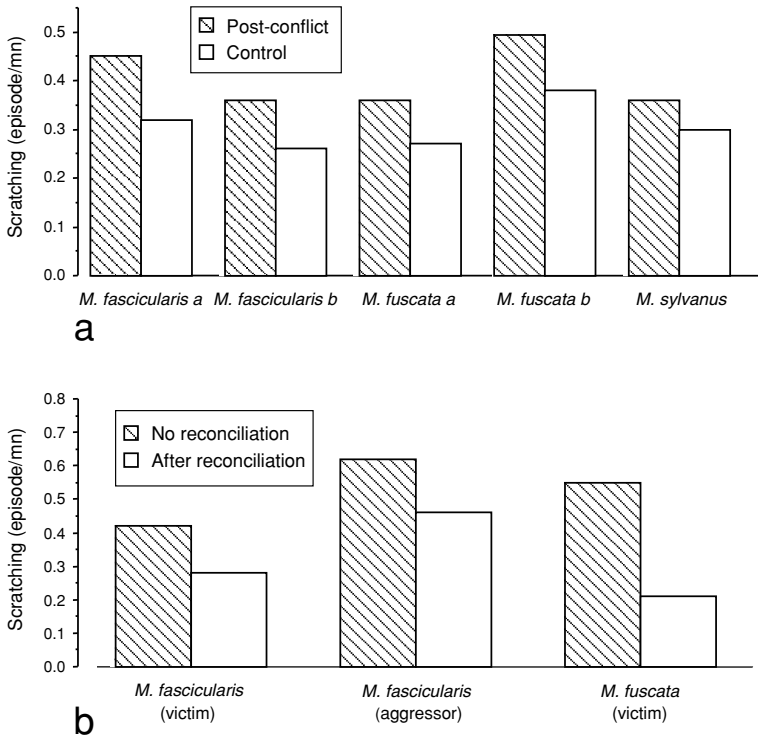 Post-conflict
Control
Scratching (episode/mn)
0.5
0.4
0.3
0.2
0.1
0.0
M. fascicularis a M. fascicularis b M. fuscata a M. fuscata b M. sylvanus
a
No reconciliation
After reconciliation
Scratching (episode/mn)
0.8
0.7
0.6
0.5
0.4
0.3
0.2
0.1
0.0
M. fascicularis M. fascicularis M. fuscata
(victim) (aggressor) (victim)
b